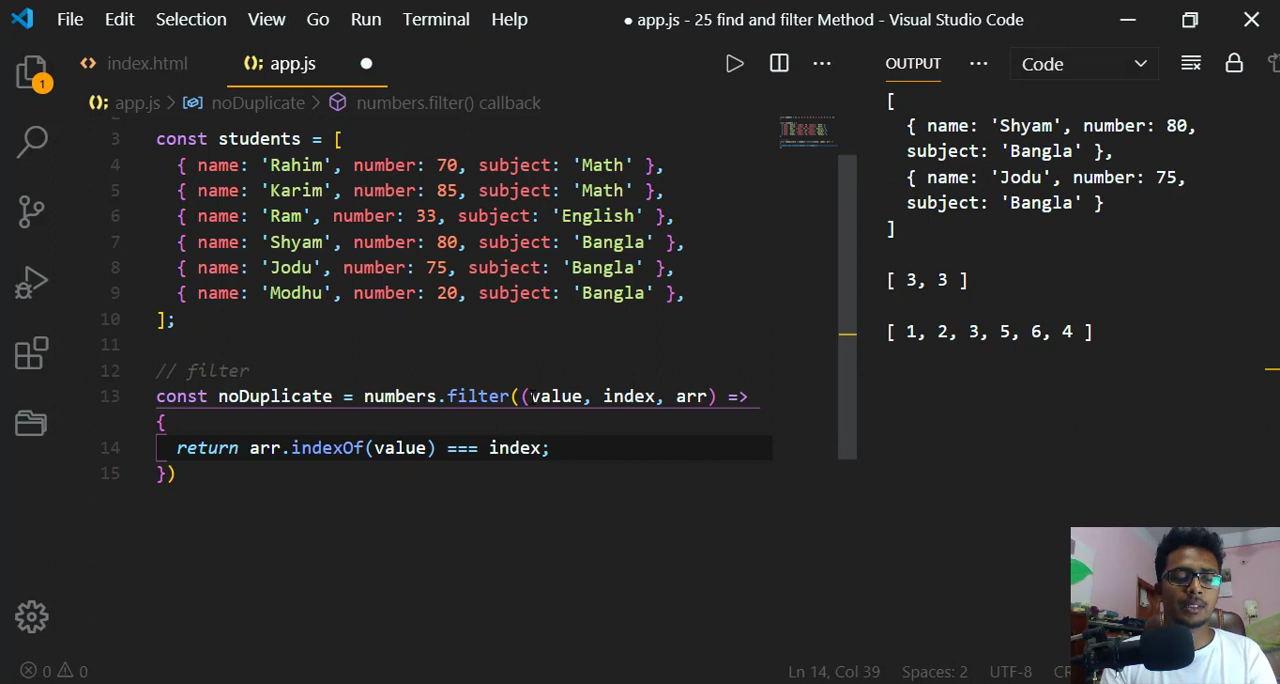 File Edit Selection View Go Run Terminal Help
● app.js - 25 find and filter Method - Visual Studio Code
index.html
app.js
OUTPUT ··· Code
app.js > noDuplicate > numbers.filter() callback
3 const students = [
4 { name: 'Rahim', number: 70, subject: 'Math' },
5 { name: 'Karim', number: 85, subject: 'Math' },
6 { name: 'Ram', number: 33, subject: 'English' },
7 { name: 'Shyam', number: 80, subject: 'Bangla' },
8 { name: 'Jodu', number: 75, subject: 'Bangla' },
9 { name: 'Modhu', number: 20, subject: 'Bangla' },
10 ];
11
12 // filter
13 const noDuplicate = numbers.filter((value, index, arr) =>
{
14 return arr.indexOf(value) === index;
15 })
[
{ name: 'Shyam', number: 80,
subject: 'Bangla' },
{ name: 'Jodu', number: 75,
subject: 'Bangla' }
]
[ 3, 3 ]
[ 1, 2, 3, 5, 6, 4 ]
1
0 0
Ln 14, Col 39 Spaces: 2 UTF-8